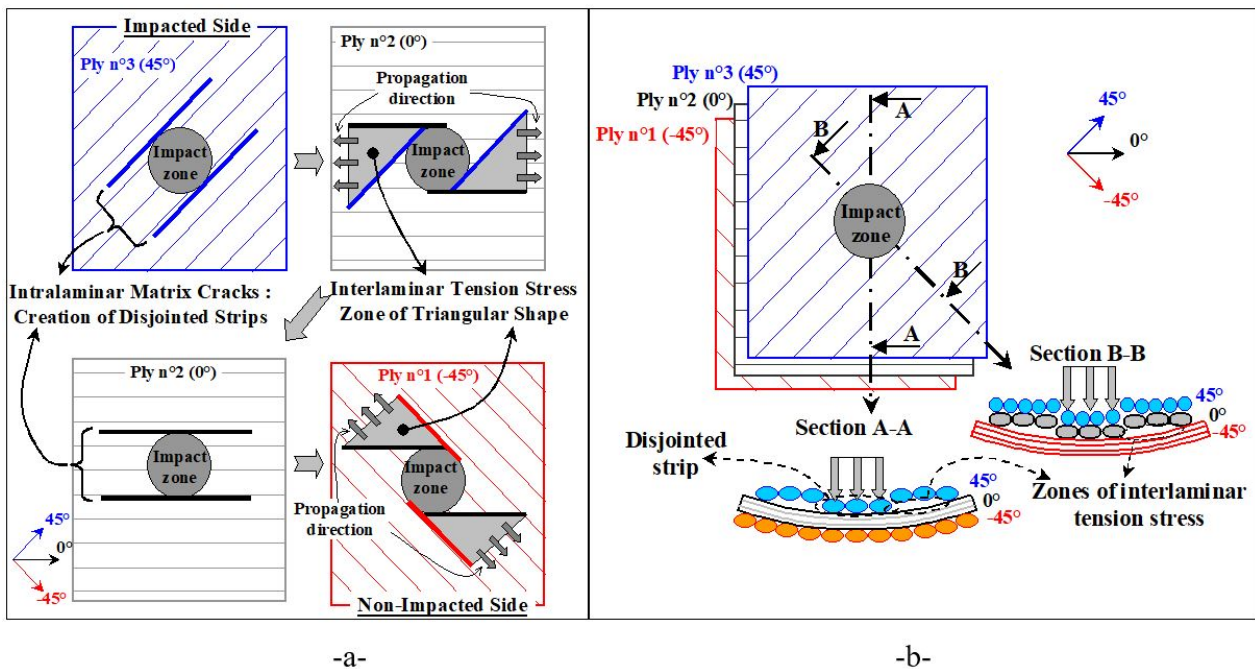 Impacted Side
Ply n°3 (45°)
Impact
zone
Ply n°2 (0°)
Propagation
direction
Impact
zone
Intralaminar Matrix Cracks :
Creation of Disjointed Strips
Interlaminar Tension Stress
Zone of Triangular Shape
Ply n°2 (0°)
Impact
zone
45°
0°
-45°
Ply n°1 (-45°)
Impact
zone
Propagation
direction
Non-Impacted Side
-a-
Ply n°3 (45°)
Ply n°2 (0°)
Ply n°1 (-45°)
A
B
Impact
zone
B
A
45°
0°
-45°
Section A-A
Section B-B
Disjointed
strip
45°
0°
-45°
45°
0°
-45°
Zones of interlaminar
tension stress
-b-